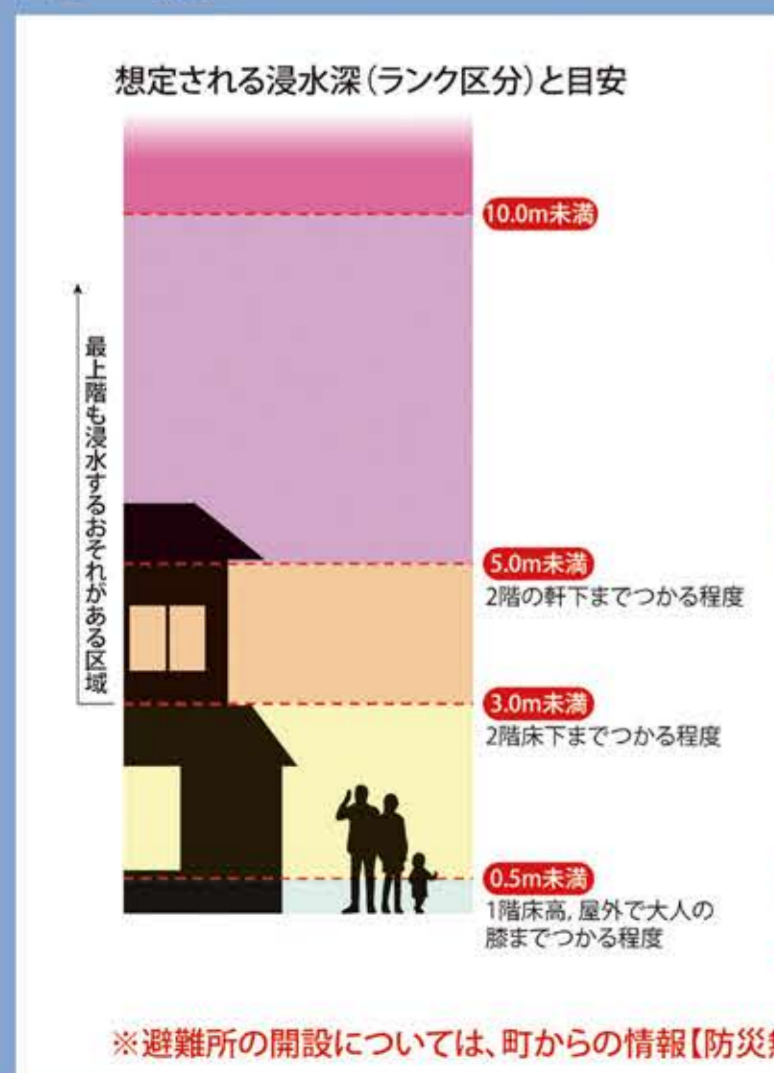 想定される浸水深（ランク区分）と目安
10.0m未満
最上階も浸水するおそれがある区域
5.0m未満
2階の軒下までつかる程度
3.0m未満
2階床下までつかる程度
0.5m未満
1階床高, 屋外で大人の
膝までつかる程度
※避難所の開設については、町からの情報【防災